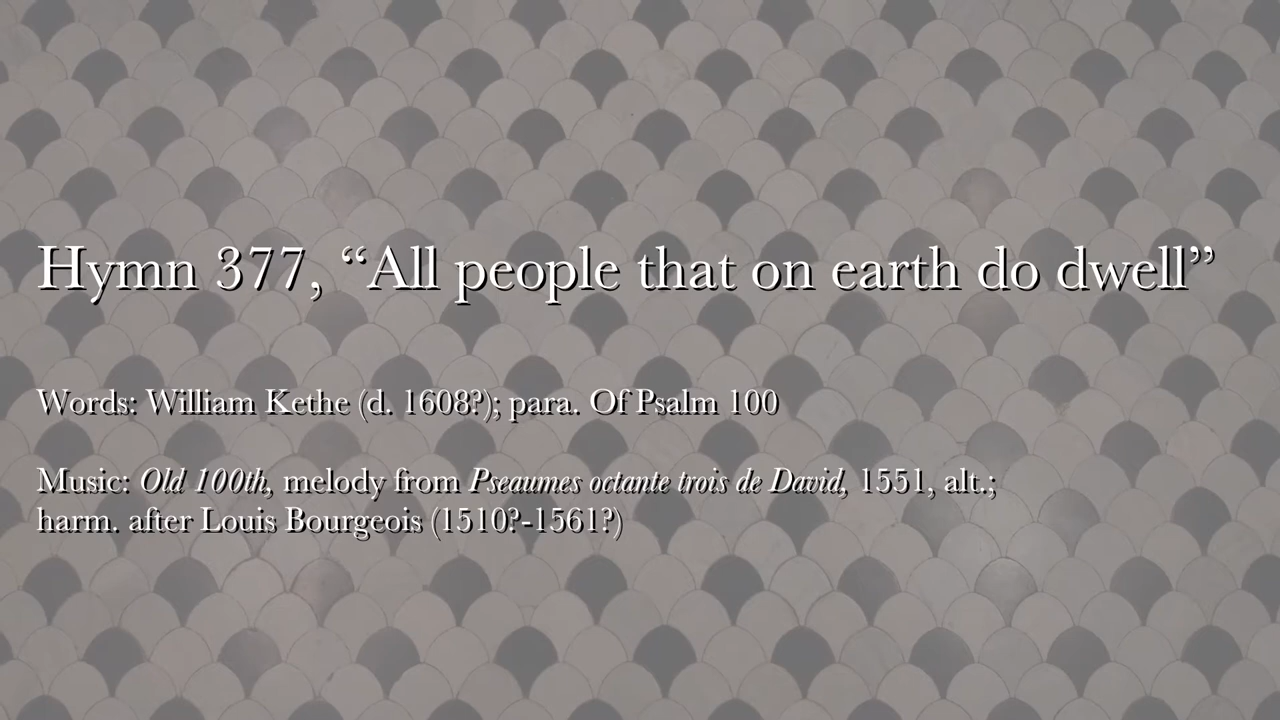 Hymn 377, “All people that on earth do dwell”
Words: William Kethe (d. 1608?); para. Of Psalm 100
Music: Old 100th, melody from Pseaumes octante trois de David, 1551, alt.;
harm. after Louis Bourgeois (1510?-1561?)